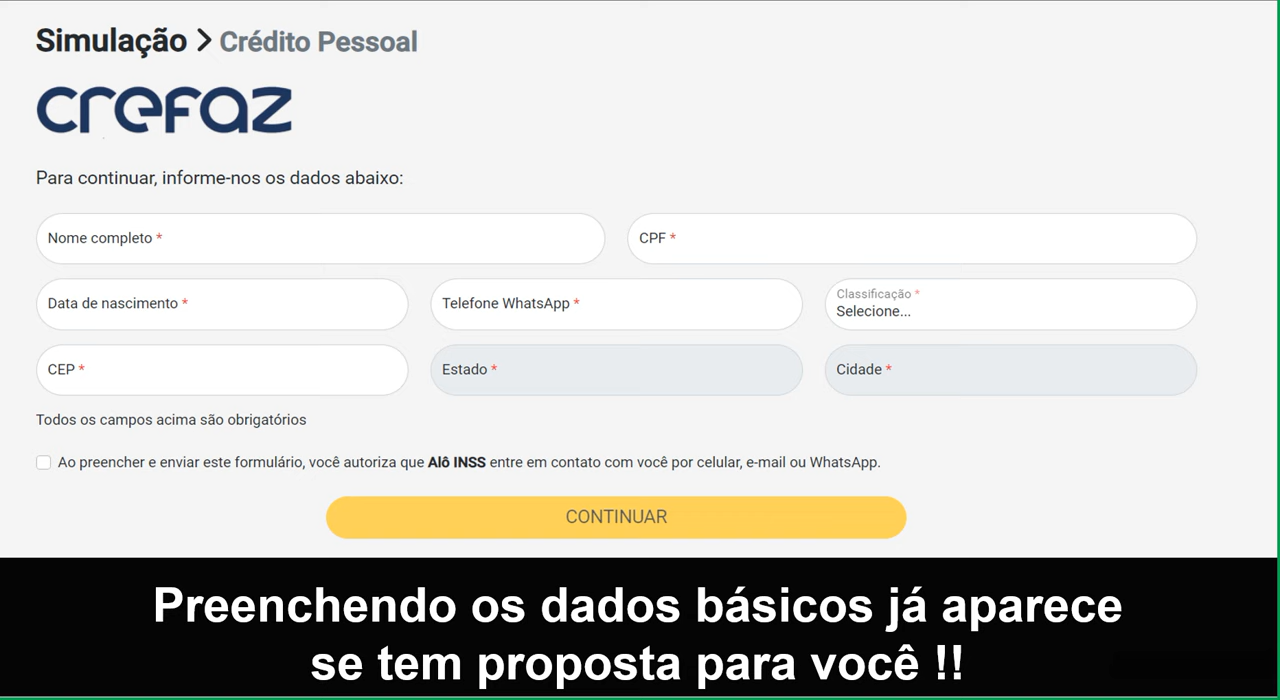 Simulação > Crédito Pessoal
crefaz
Para continuar, informe-nos os dados abaixo:
Nome completo * CPF *
Data de nascimento * Telefone WhatsApp * Classificação *
Selecione...
CEP * Estado * Cidade *
Todos os campos acima são obrigatórios
Ao preencher e enviar este formulário, você autoriza que Alô INSS entre em contato com você por celular, e-mail ou WhatsApp.
CONTINUAR
Preenchendo os dados básicos já aparece
se tem proposta para você !!